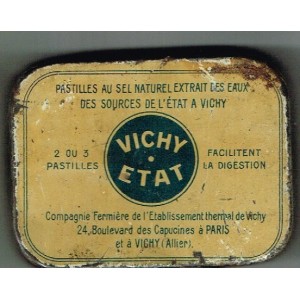 PASTILLES AU SEL NATUREL EXTRAIT DES EAUX
DES SOURCES DE L'ÉTAT A VICHY
2 OU 3
PASTILLES
VICHY
ETAT
FACILITENT
LA DIGESTION
Compagnie Fermière de l'Etablissement thermal de Vichy
24, Boulevard des Capucines à PARIS
et à VICHY (Allier).